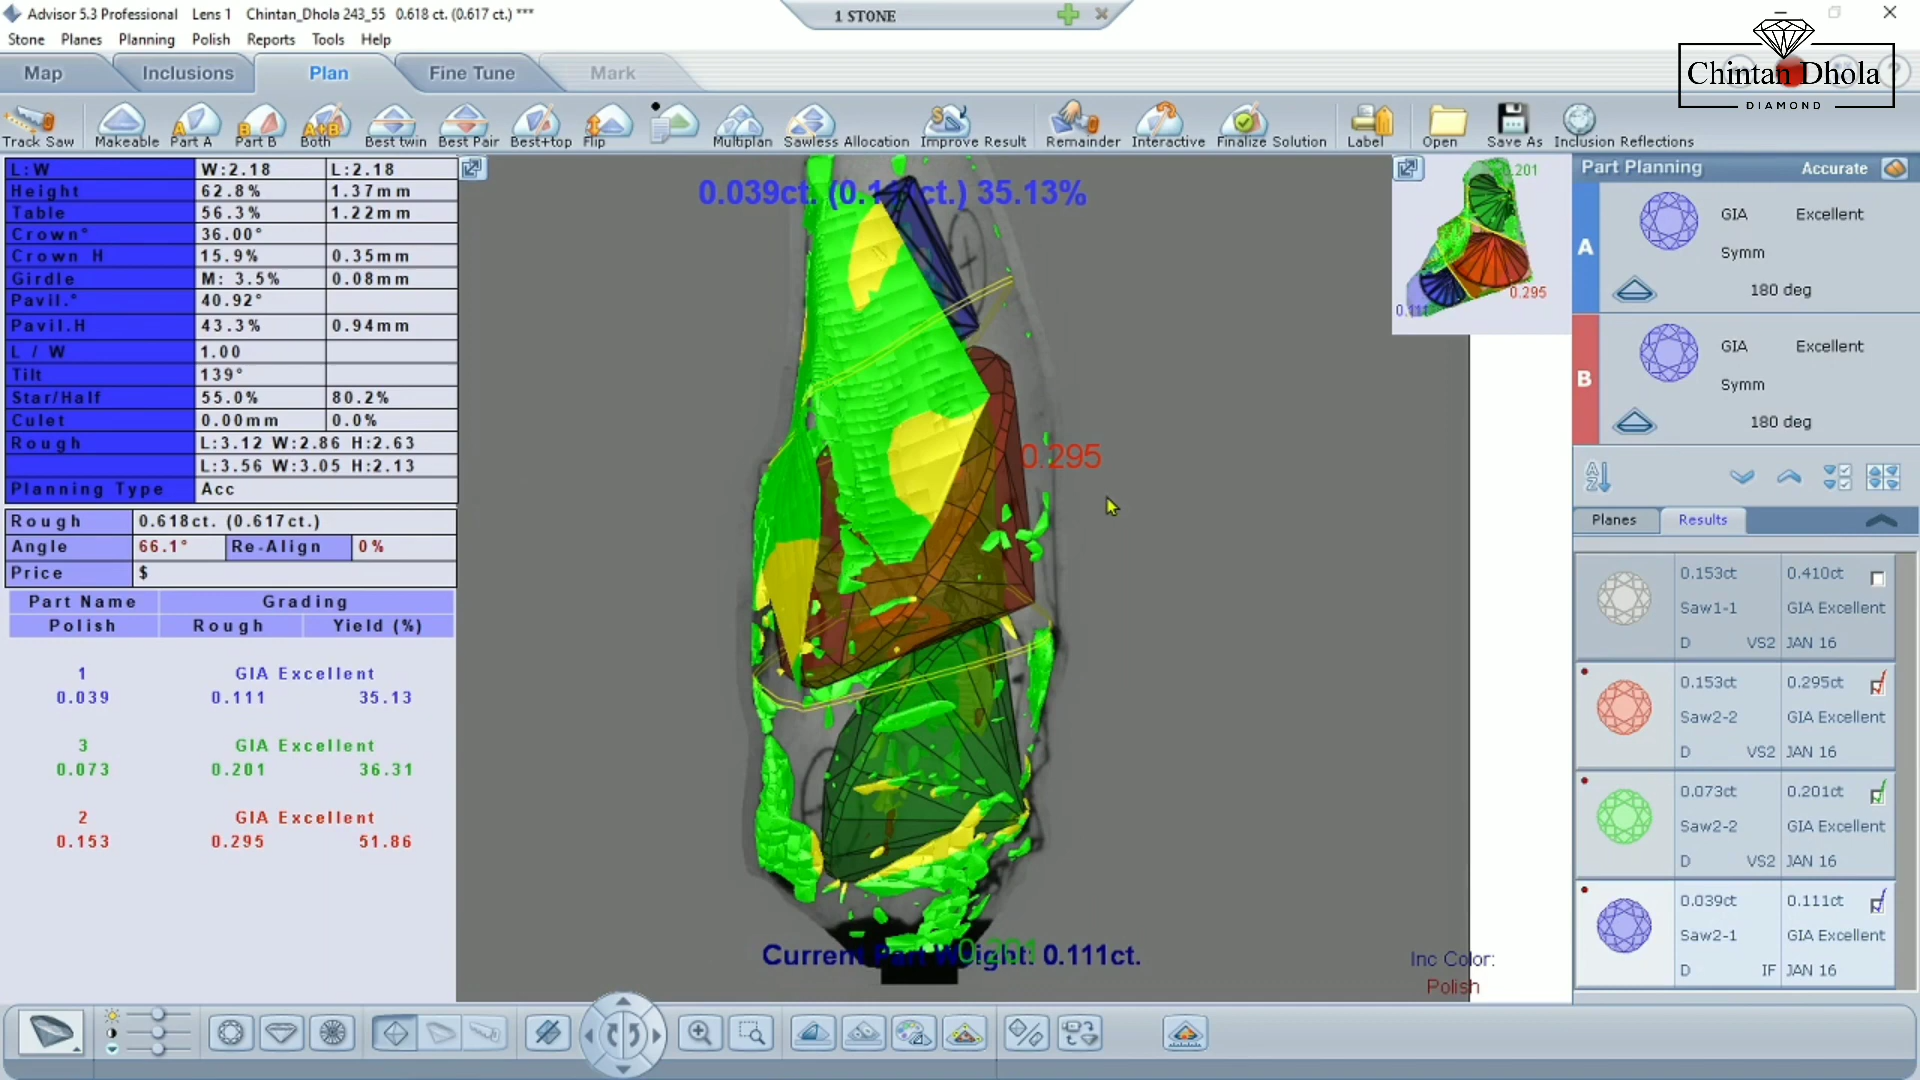 Advisor 5.3 Professional Lens 1 Chintan_Dhola 243_55 0.618 ct. (0.617 ct.) ***
1 STONE
Stone Planes Planning Polish Reports Tools Help
Map Inclusions Plan Fine Tune Mark
Chintan Dhola
DIAMOND
Track Saw Makeable Part A Part B Both Best twin Best Pair Best+top Flip Multiplan Sawless Allocation Improve Result Remainder Interactive Finalize Solution Label Open Save As Inclusion Reflections
L:W W:2.18 L:2.18
Height 62.8% 1.37mm
Table 56.3% 1.22mm
Crown° 36.00°
Crown H 15.9% 0.35mm
Girdle M: 3.5% 0.08mm
Pavil.° 40.92°
Pavil.H 43.3% 0.94mm
L / W 1.00
Tilt 139°
Star/Half 55.0% 80.2%
Culet 0.00mm 0.0%
Rough L:3.12 W:2.86 H:2.63
L:3.56 W:3.05 H:2.13
Planning Type Acc
Rough 0.618ct. (0.617ct.)
Angle 66.1° Re-Align 0%
Price $
Part Name Grading
Polish Rough Yield (%)
1 GIA Excellent
0.039 0.111 35.13
3 GIA Excellent
0.073 0.201 36.31
2 GIA Excellent
0.153 0.295 51.86
0.039ct. ct.) 35.13%
0.295
Current Part Weight: 0.111ct.
0.201
Inc Color:
Polish
0.201
0.295
Part Planning Accurate
A GIA Excellent
Symm
180 deg
B GIA Excellent
Symm
180 deg
Planes Results
0.153ct 0.410ct
Saw1-1 GIA Excellent
D VS2 JAN 16
0.153ct 0.295ct
Saw2-2 GIA Excellent
D VS2 JAN 16
0.073ct 0.201ct
Saw2-2 GIA Excellent
D VS2 JAN 16
0.039ct 0.111ct
Saw2-1 GIA Excellent
D IF JAN 16